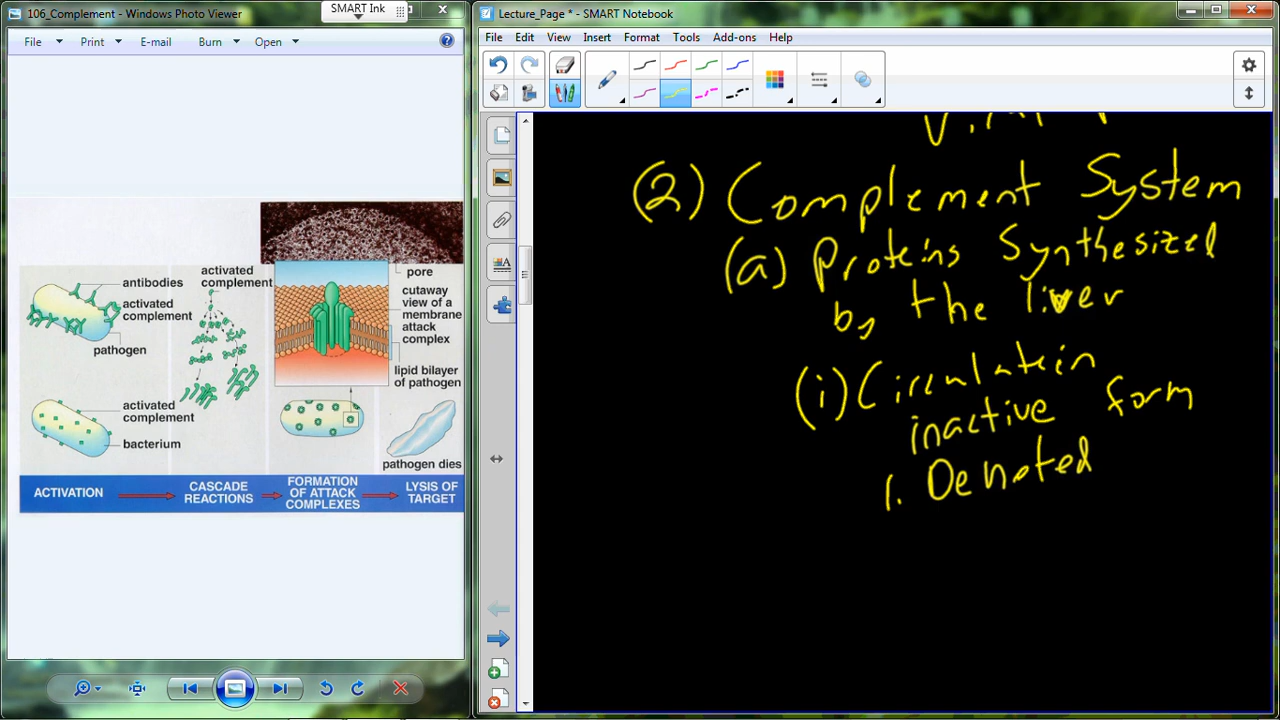 106_Complement - Windows Photo Viewer
SMART Ink
File Print E-mail Burn Open
antibodies
activated
complement
pathogen
activated
complement
activated
complement
bacterium
pore
cutaway
view of a
membrane
attack
complex
lipid bilayer
of pathogen
pathogen dies
ACTIVATION
CASCADE
REACTIONS
FORMATION
OF ATTACK
COMPLEXES
LYSIS OF
TARGET
Lecture_Page * - SMART Notebook
File Edit View Insert Format Tools Add-ons Help
(2) Complement System
(a) Proteins Synthesized
by the liver
(i) Circulate in
inactive form
1. Denoted